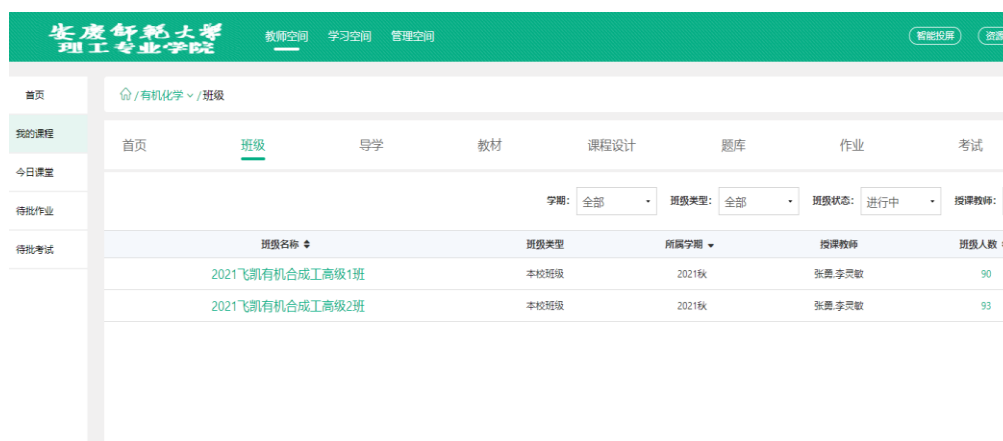 安庆师范大学
理工专业学院
教师空间 学习空间 管理空间
智能投屏
首页
我的课程
今日课堂
待批作业
待批考试
/有机化学 /班级
首页 班级 导学 教材 课程设计 题库 作业 考试
学期: 全部 班级类型: 全部 班级状态: 进行中 授课教师:
班级名称 班级类型 所属学期 授课教师 班级人数
2021飞凯有机合成工高级1班 本校班级 2021秋 张勇,李灵敏 90
2021飞凯有机合成工高级2班 本校班级 2021秋 张勇,李灵敏 93